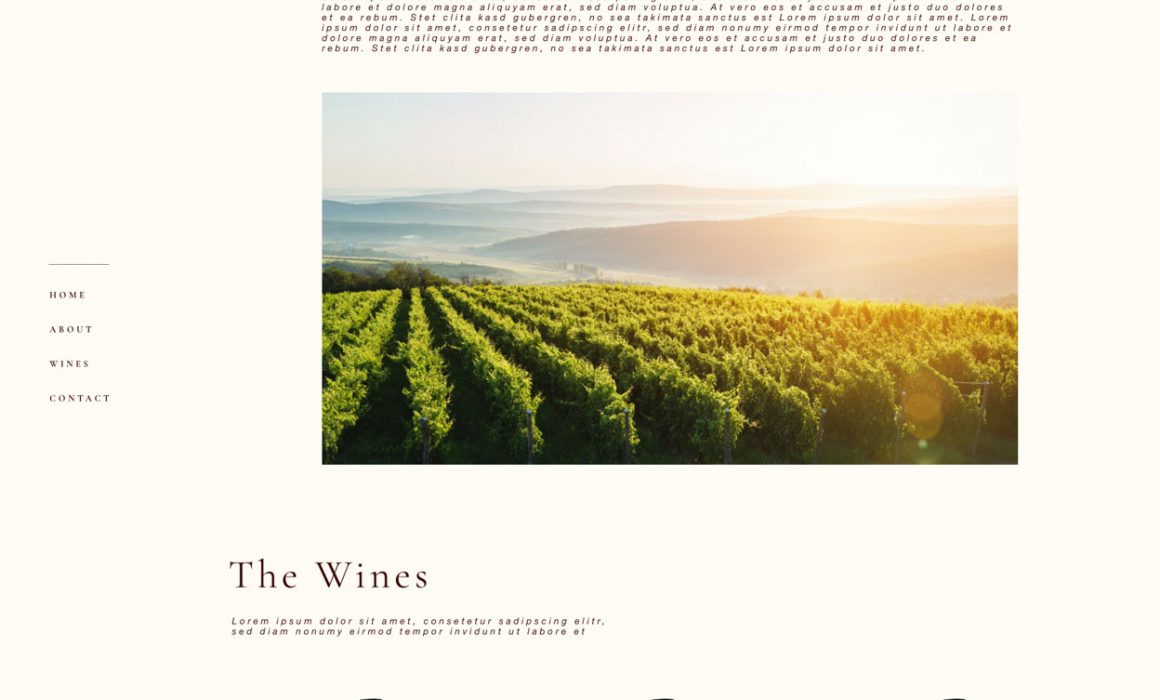 labore et dolore magna aliquyam erat, sed diam voluptua. At vero eos et accusam et justo duo dolores
et ea rebum. Stet clita kasd gubergren, no sea takimata sanctus est Lorem ipsum dolor sit amet. Lorem
ipsum dolor sit amet, consetetur sadipscing elitr, sed diam nonumy eirmod tempor invidunt ut labore et
dolore magna aliquyam erat, sed diam voluptua. At vero eos et accusam et justo duo dolores et ea
rebum. Stet clita kasd gubergren, no sea takimata sanctus est Lorem ipsum dolor sit amet.
HOME
ABOUT
WINES
CONTACT
The Wines
Lorem ipsum dolor sit amet, consetetur sadipscing elitr,
sed diam nonumy eirmod tempor invidunt ut labore et